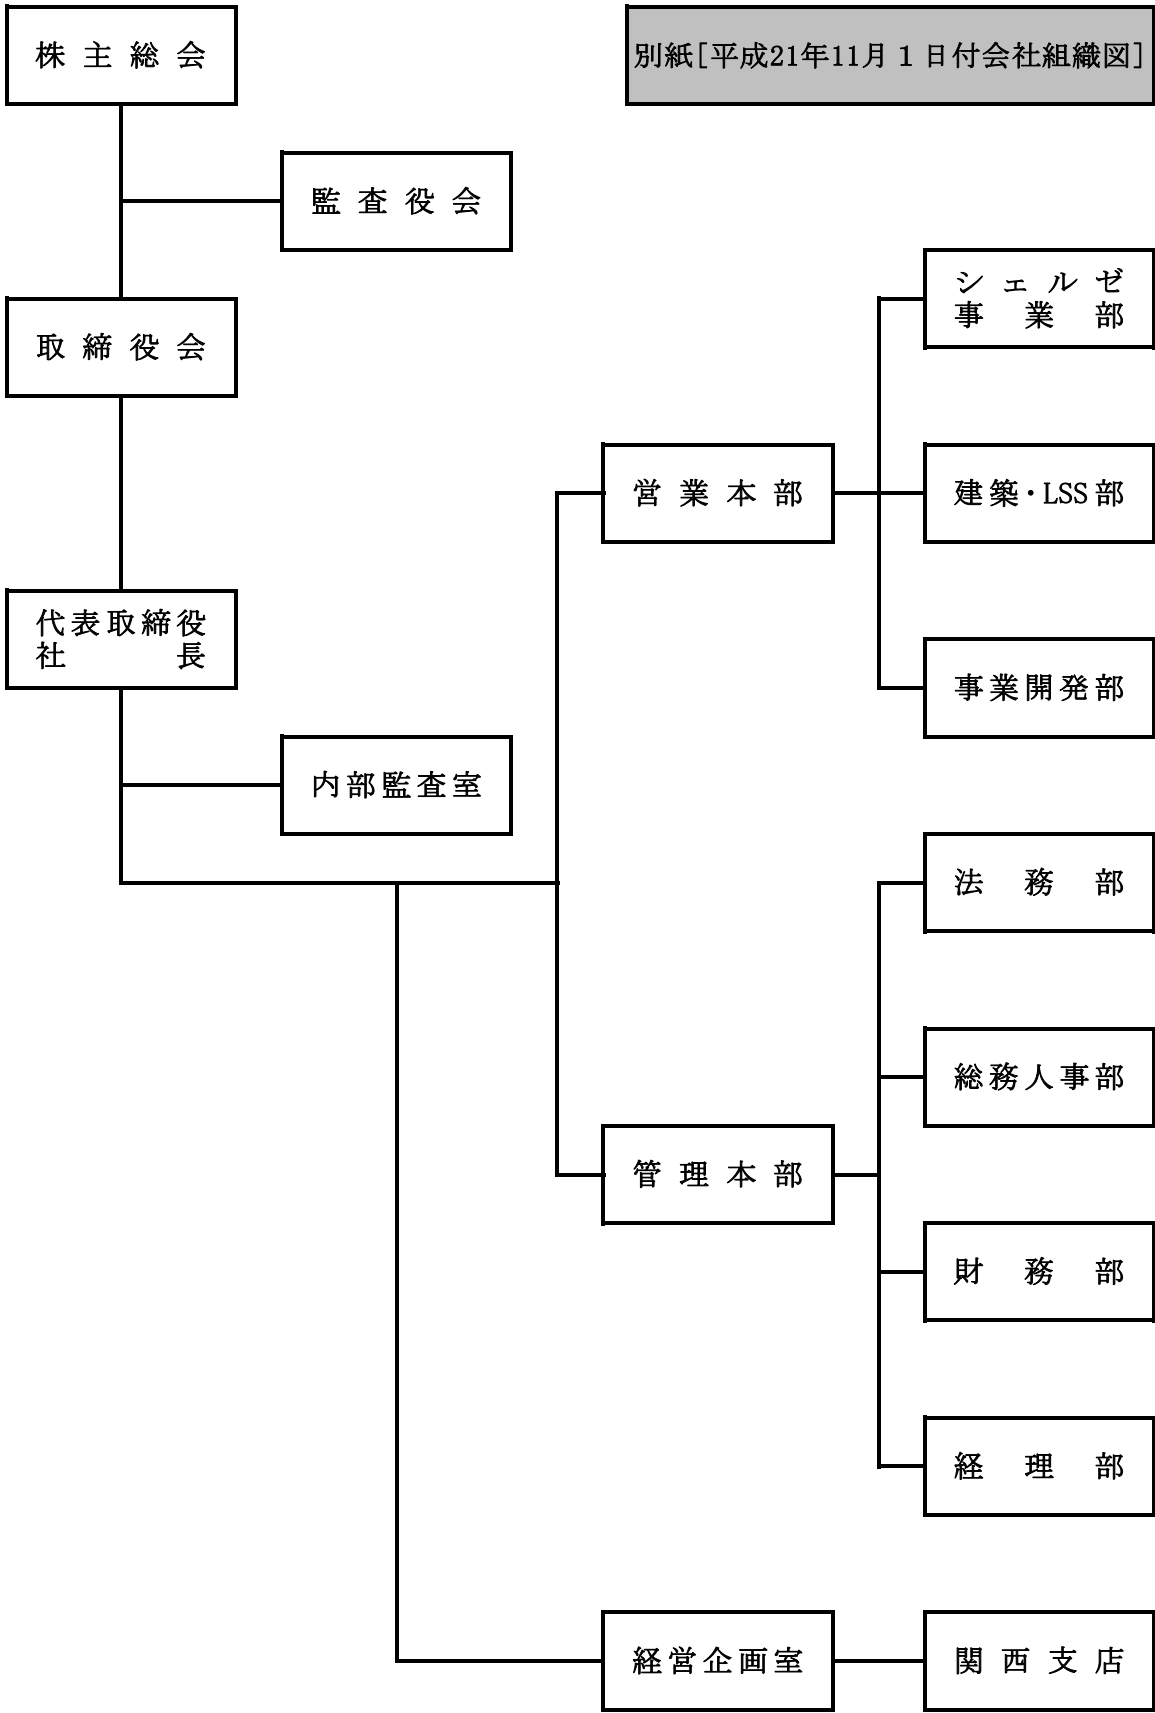 株主総会
別紙[平成21年11月１日付会社組織図]
監査役会
取締役会
シェルゼ
事業部
営業本部
建築・LSS部
代表取締役
社長
事業開発部
内部監査室
法務部
総務人事部
管理本部
財務部
経理部
経営企画室
関西支店